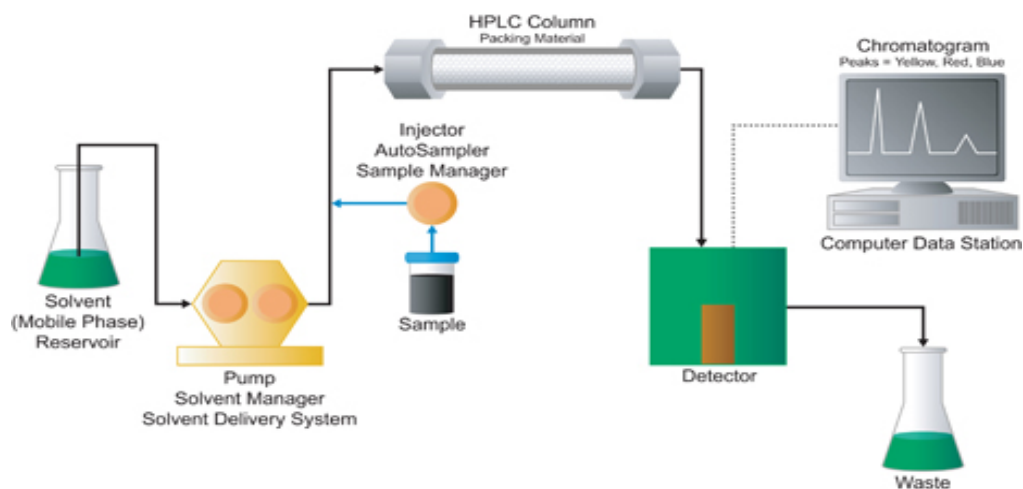 HPLC Column
Packing Material
Chromatogram
Peaks = Yellow, Red, Blue
Injector
AutoSampler
Sample Manager
Solvent
(Mobile Phase)
Reservoir
Sample
Pump
Solvent Manager
Solvent Delivery System
Detector
Computer Data Station
Waste